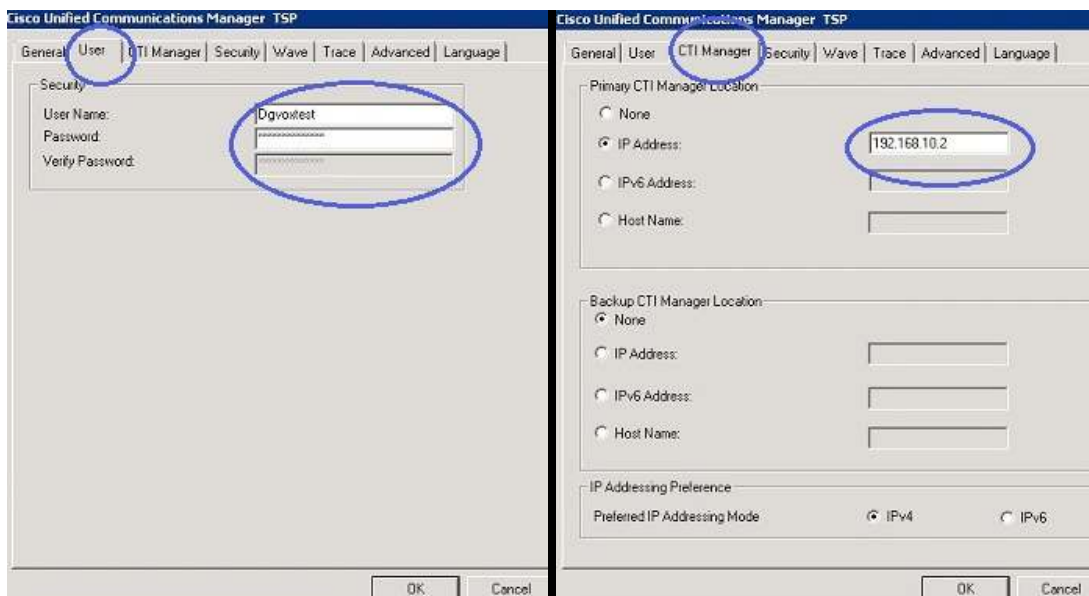 Cisco Unified Communications Manager TSP
General User CTI Manager Security Wave Trace Advanced Language
Security
User Name: Dgvoxtest
Password:
Verify Password:
OK Cancel
Cisco Unified Communications Manager TSP
General User CTI Manager Security Wave Trace Advanced Language
Primary CTI Manager Location
None
IP Address: 192.168.10.2
IPv6 Address:
Host Name:
Backup CTI Manager Location
None
IP Address:
IPv6 Address:
Host Name:
IP Addressing Preference
Preferred IP Addressing Mode IPv4 IPv6
OK Cancel